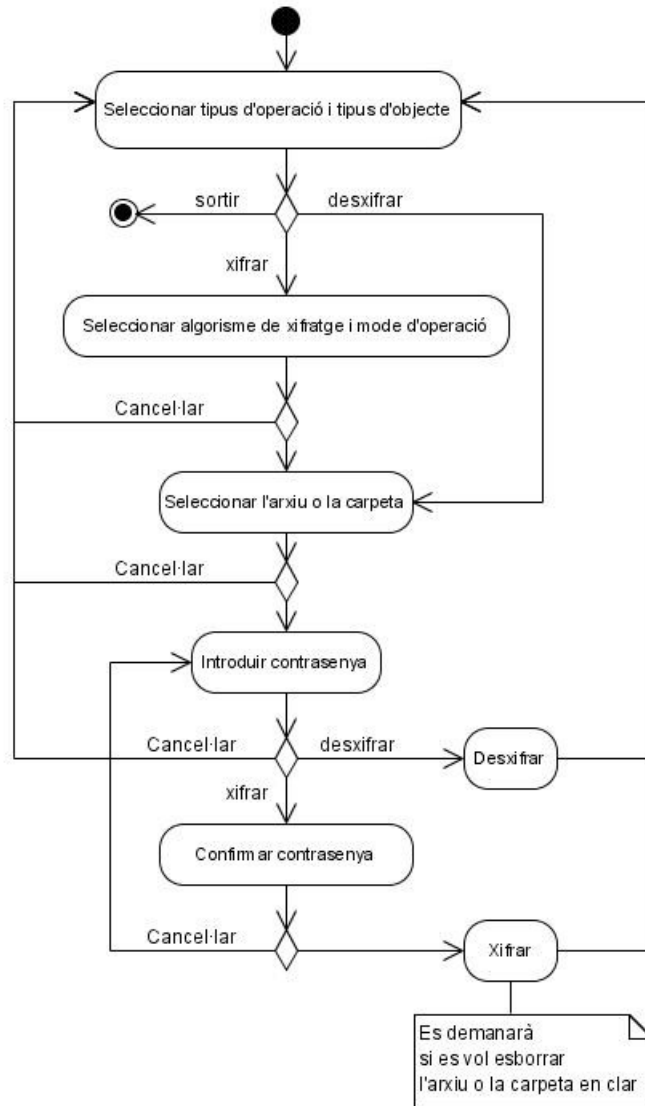 Seleccionar tipus d'operació i tipus d'objecte
sortir
desxifrar
xifrar
Seleccionar algorisme de xifratge i mode d'operació
Cancel·lar
Seleccionar l'arxiu o la carpeta
Cancel·lar
Introduir contrasenya
Cancel·lar
desxifrar
Desxifrar
xifrar
Confirmar contrasenya
Cancel·lar
Xifrar
Es demanarà
si es vol esborrar
l'arxiu o la carpeta en clar